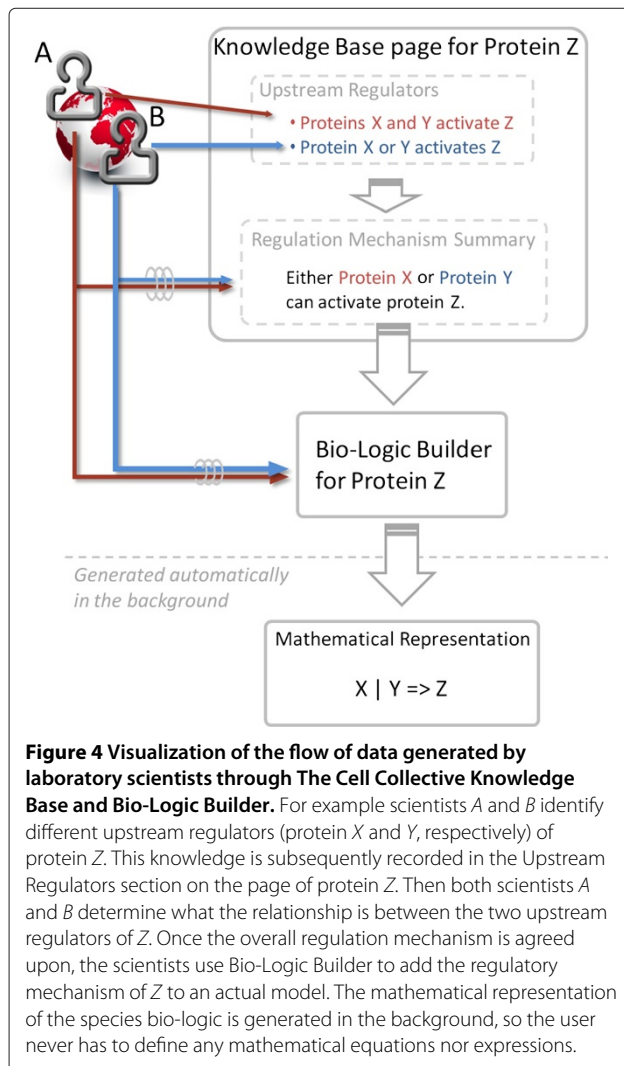 A
B
Knowledge Base page for Protein Z
Upstream Regulators
• Proteins X and Y activate Z
• Protein X or Y activates Z
Regulation Mechanism Summary
Either Protein X or Protein Y
can activate protein Z.
Bio-Logic Builder
for Protein Z
Generated automatically
in the background
Mathematical Representation
X | Y => Z
Figure 4 Visualization of the flow of data generated by
laboratory scientists through The Cell Collective Knowledge
Base and Bio-Logic Builder. For example scientists A and B identify
different upstream regulators (protein X and Y, respectively) of
protein Z. This knowledge is subsequently recorded in the Upstream
Regulators section on the page of protein Z. Then both scientists A
and B determine what the relationship is between the two upstream
regulators of Z. Once the overall regulation mechanism is agreed
upon, the scientists use Bio-Logic Builder to add the regulatory
mechanism of Z to an actual model. The mathematical representation
of the species bio-logic is generated in the background, so the user
never has to define any mathematical equations nor expressions.